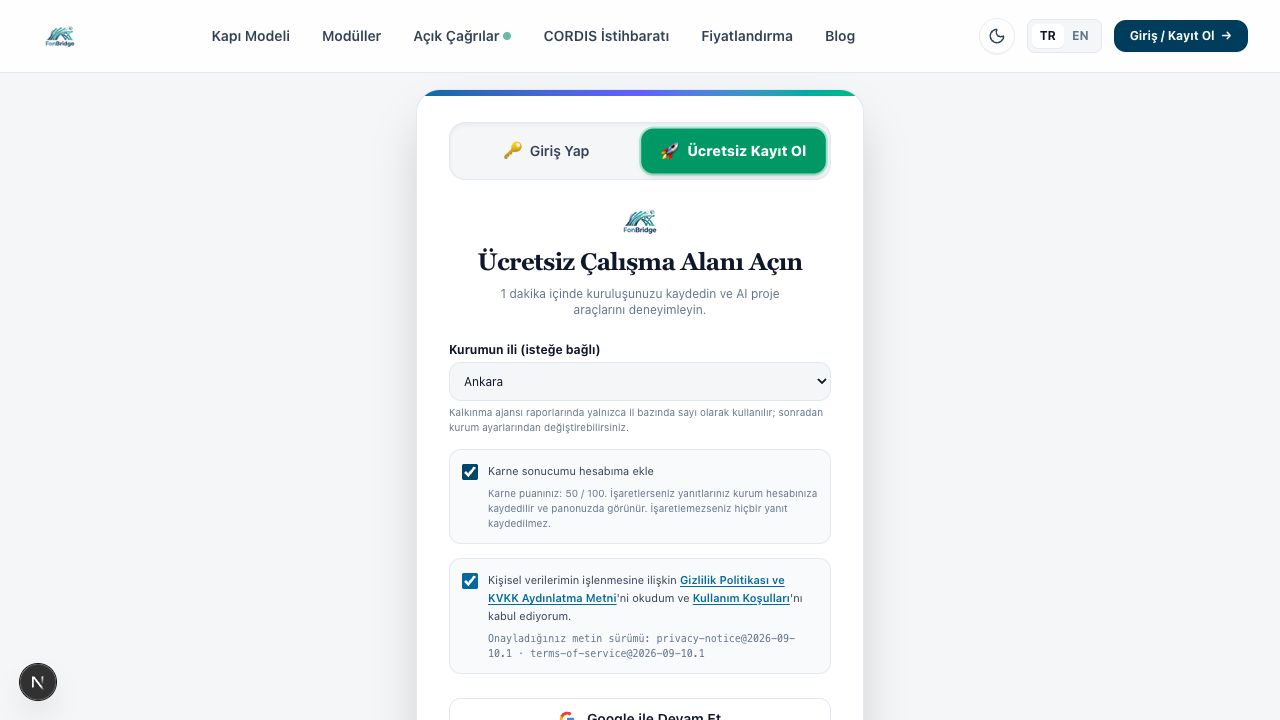 FonBridge
Kapı Modeli
Modüller
Açık Çağrılar
CORDIS İstihbaratı
Fiyatlandırma
Blog
TR
EN
Giriş / Kayıt Ol →
🔑 Giriş Yap
🚀 Ücretsiz Kayıt Ol
FonBridge
Ücretsiz Çalışma Alanı Açın
1 dakika içinde kuruluşunuzu kaydedin ve AI proje
araçlarını deneyimleyin.
Kurumun ili (isteğe bağlı)
Ankara
Kalkınma ajansı raporlarında yalnızca il bazında sayı olarak kullanılır; sonradan
kurum ayarlarından değiştirebilirsiniz.
Karne sonucumu hesabıma ekle
Karne puanınız: 50 / 100. İşaretlerseniz yanıtlarınız kurum hesabınıza
kaydedilir ve panonuzda görünür. İşaretlemezseniz hiçbir yanıt
kaydedilmez.
Kişisel verilerimin işlenmesine ilişkin Gizlilik Politikası ve
KVKK Aydınlatma Metni'ni okudum ve Kullanım Koşulları'nı
kabul ediyorum.
Onayladığınız metin sürümü: privacy-notice@2026-09-
10.1 · terms-of-service@2026-09-10.1
Google ile Devam Et
N